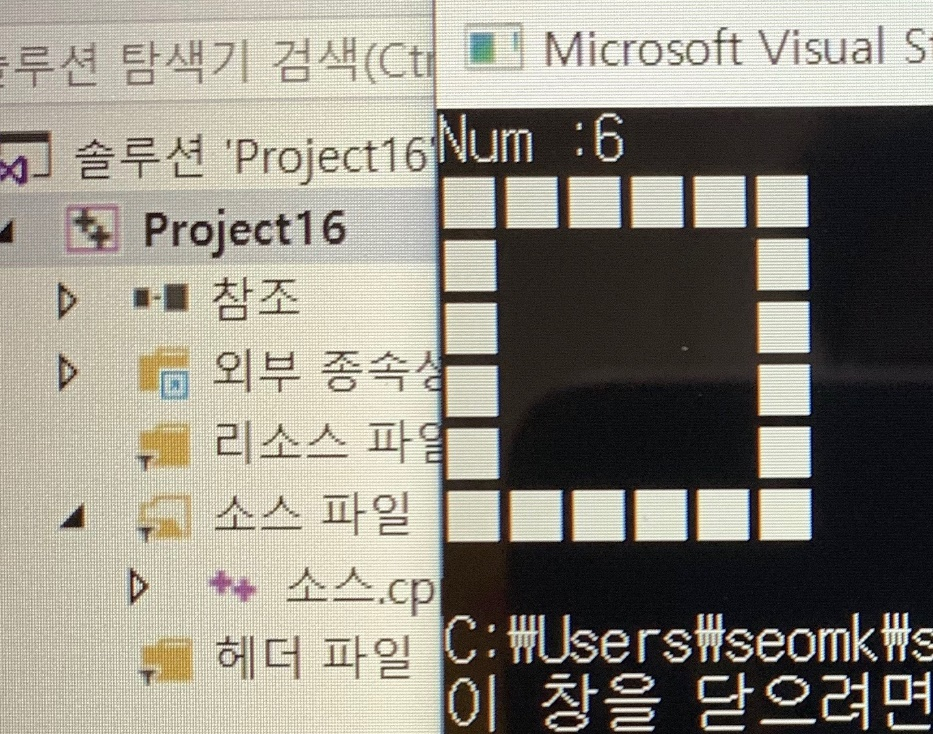 루션 탐색기 검색(Ctr
솔루션 'Project16'
Project16
참조
외부 종속성
리소스 파일
소스 파일
소스.cp
헤더 파일
Microsoft Visual St
Num :6
■■■■■■
■    ■
■    ■
■    ■
■    ■
■■■■■■
C:₩Users₩seomk₩s
이 창을 닫으려면